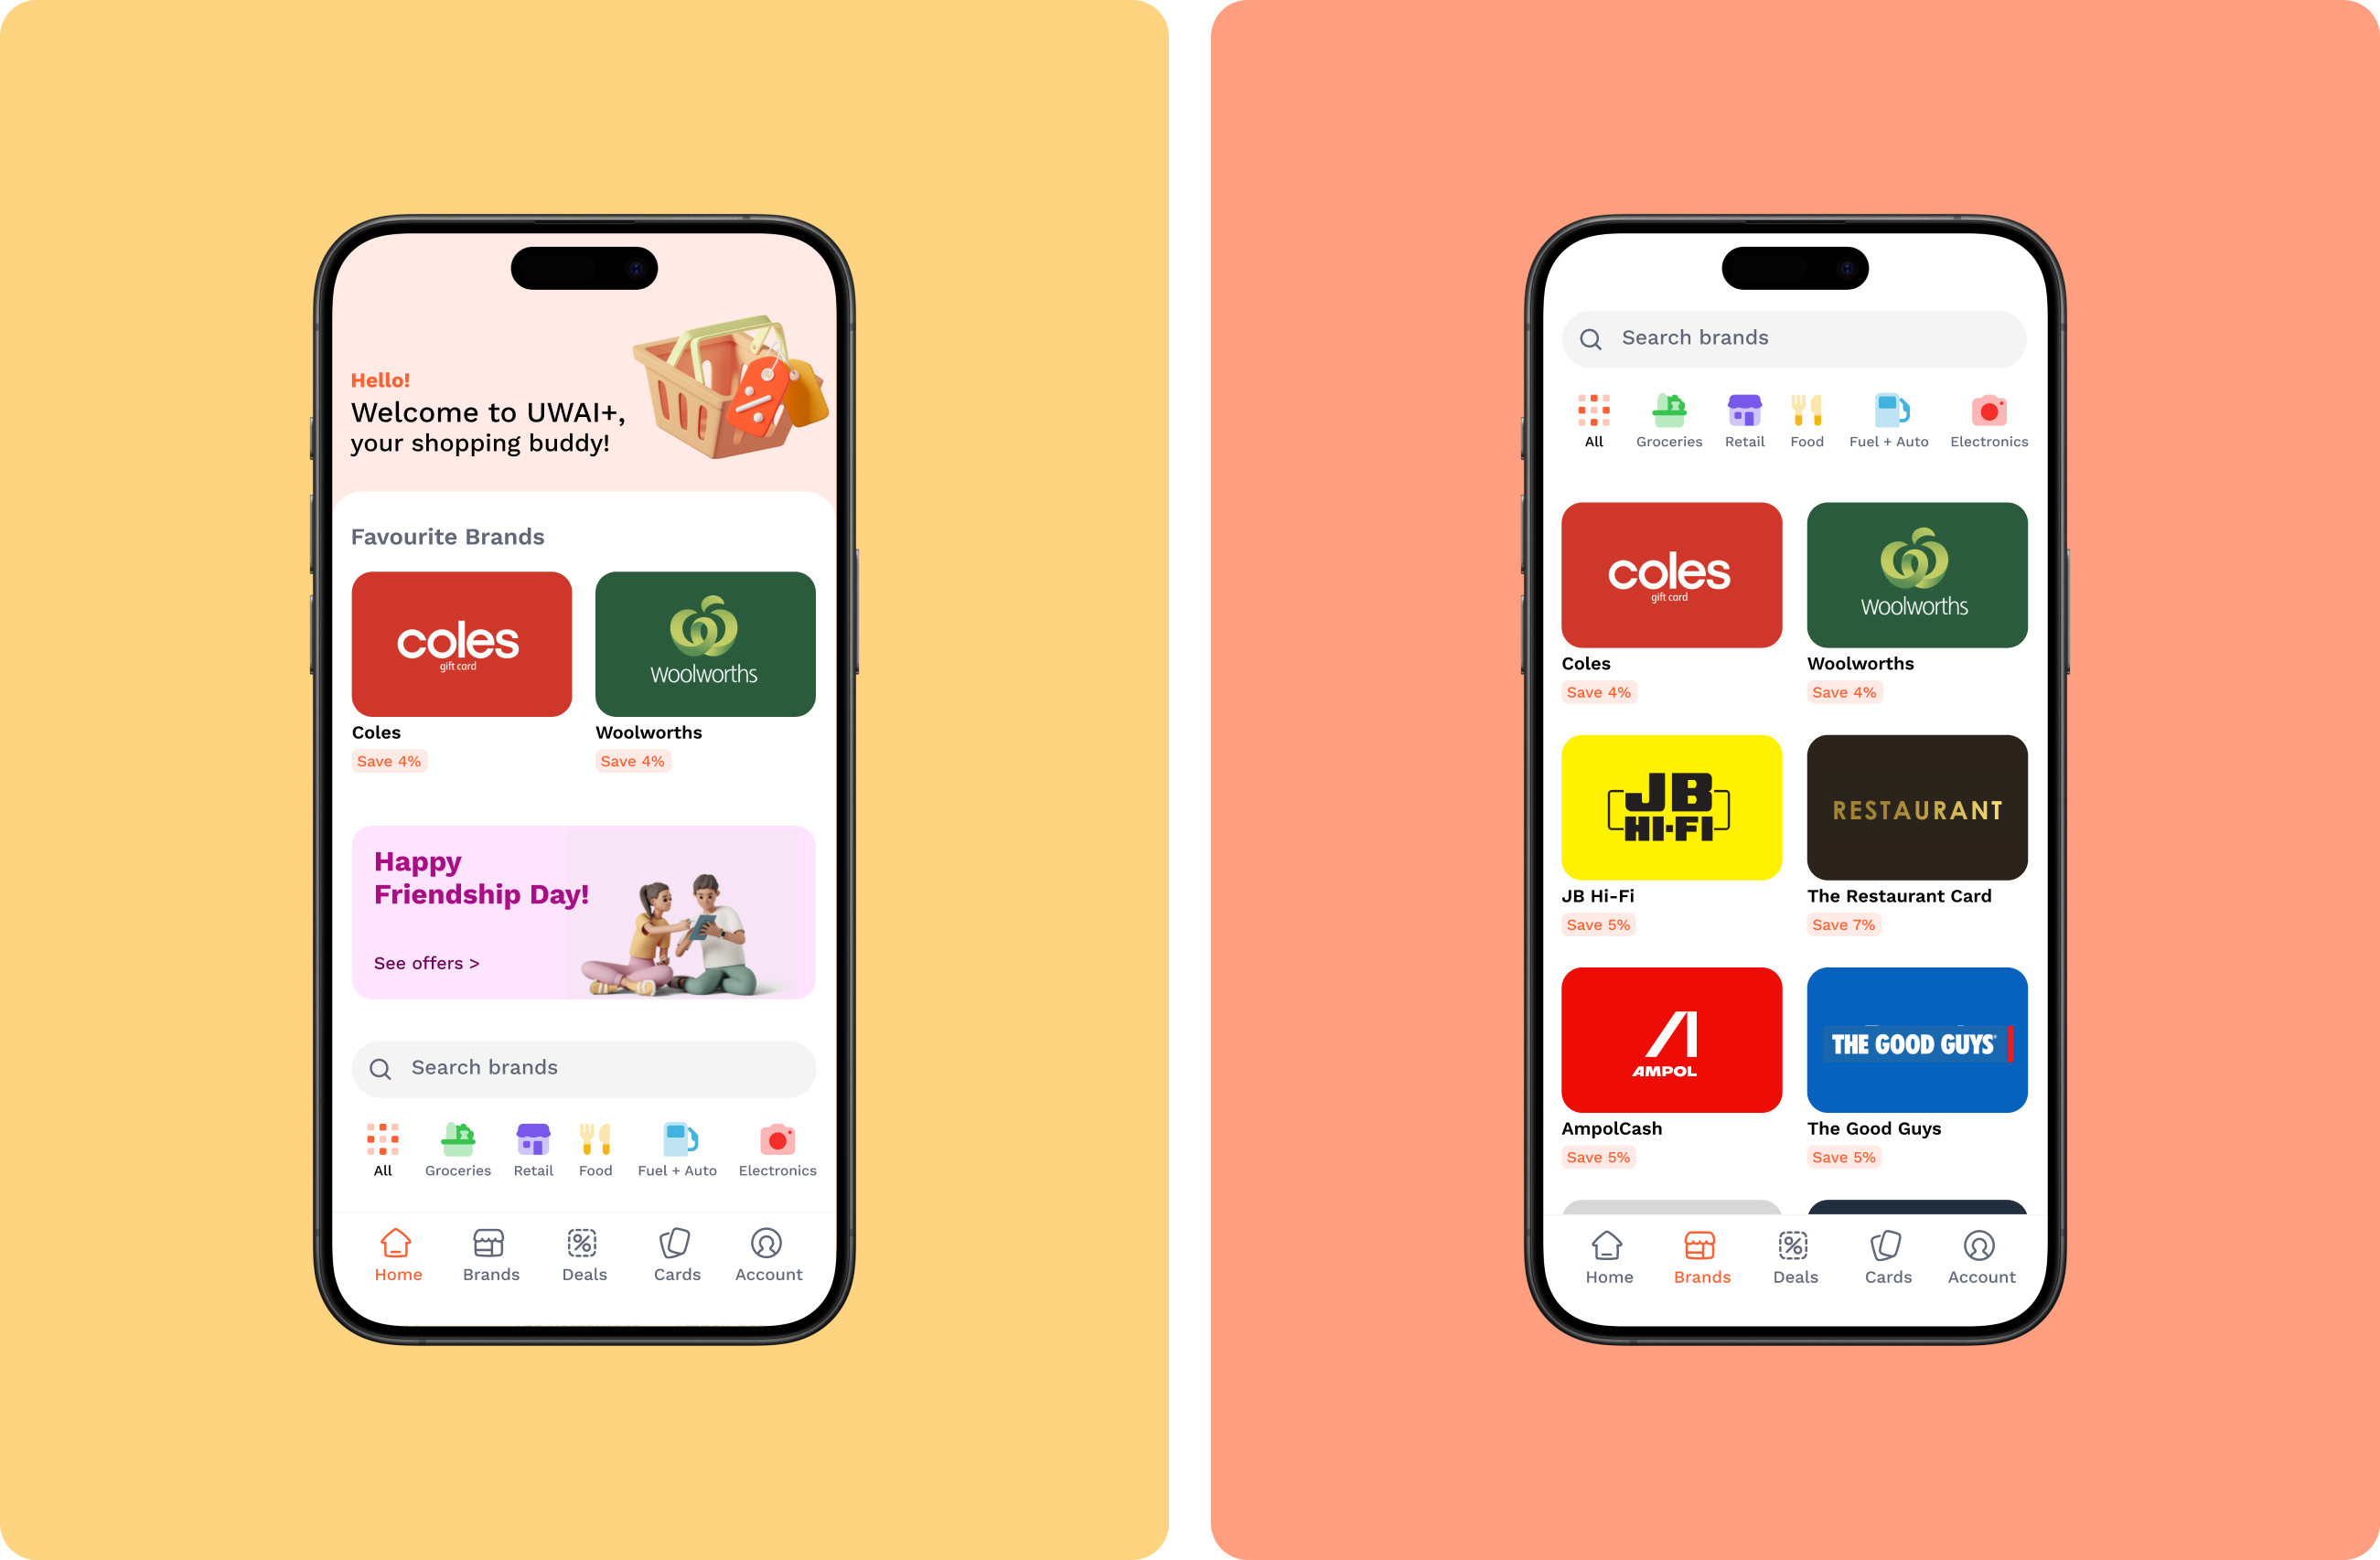 Hello!
Welcome to UWAI+,
your shopping buddy!
Favourite Brands
coles
gift card
Woolworths
Coles
Woolworths
Save 4%
Save 4%
Happy
Friendship Day!
See offers >
Search brands
All
Groceries
Retail
Food
Fuel + Auto
Electronics
Home
Brands
Deals
Cards
Account
Search brands
All
Groceries
Retail
Food
Fuel + Auto
Electronics
coles
gift card
Woolworths
Coles
Woolworths
Save 4%
Save 4%
JB
HI-FI
RESTAURANT
JB Hi-Fi
The Restaurant Card
Save 5%
Save 7%
AMPOL
THE GOOD GUYS
AmpolCash
The Good Guys
Save 5%
Save 5%
Home
Brands
Deals
Cards
Account